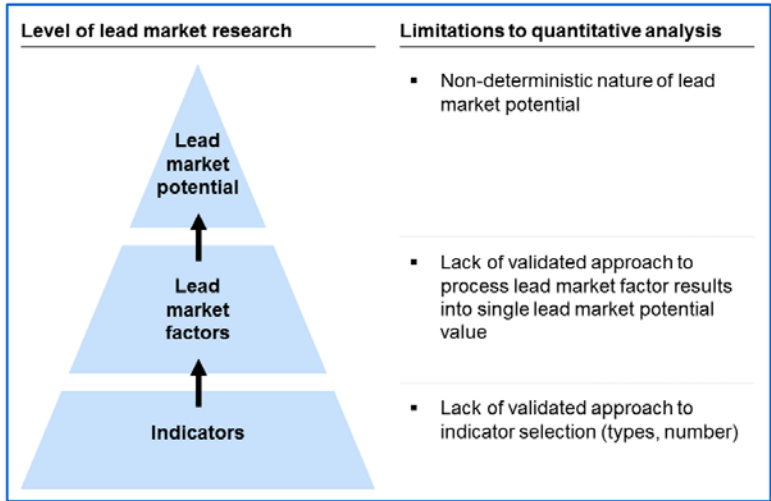 Level of lead market research
Limitations to quantitative analysis
Lead
market
potential
▪ Non-deterministic nature of lead
market potential
Lead
market
factors
▪ Lack of validated approach to
process lead market factor results
into single lead market potential
value
Indicators
▪ Lack of validated approach to
indicator selection (types, number)